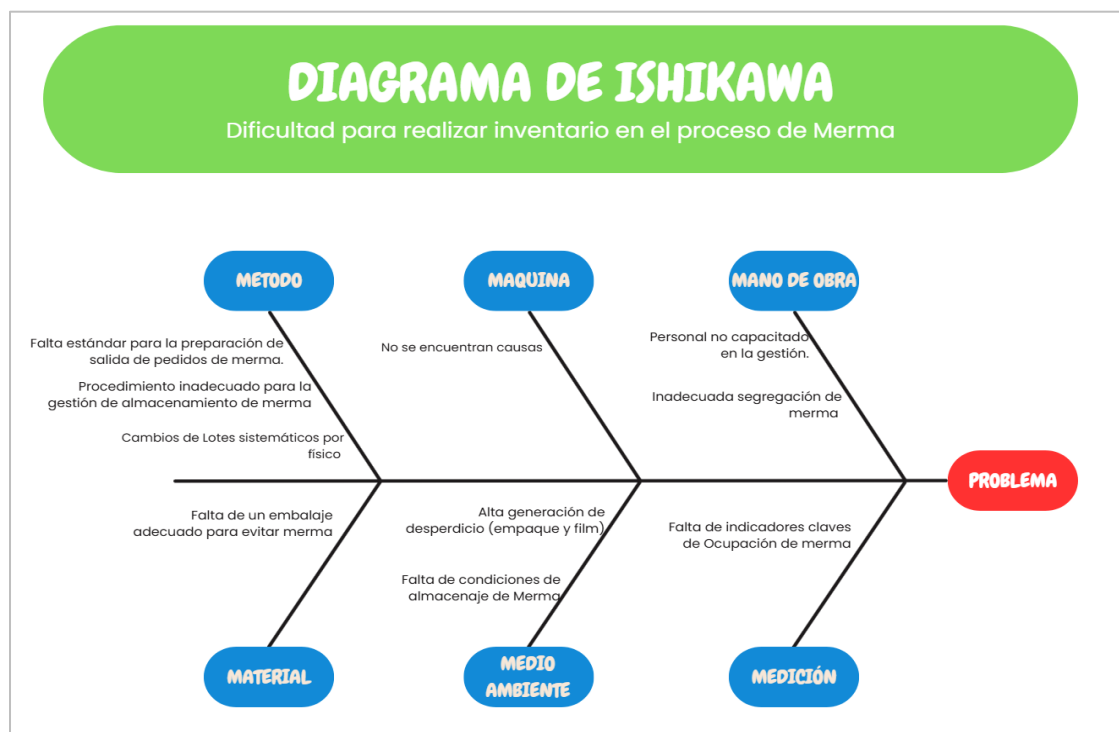 DIAGRAMA DE ISHIKAWA
Dificultad para realizar inventario en el proceso de Merma
METODO
MAQUINA
MANO DE OBRA
Falta estándar para la preparación de
salida de pedidos de merma.
Procedimiento inadecuado para la
gestión de almacenamiento de merma
Cambios de Lotes sistemáticos por
físico
No se encuentran causas
Personal no capacitado
en la gestión.
Inadecuada segregación de
merma
PROBLEMA
Falta de un embalaje
adecuado para evitar merma
Alta generación de
desperdicio (empaque y film)
Falta de condiciones de
almacenaje de Merma
Falta de indicadores claves
de Ocupación de merma
MATERIAL
MEDIO
AMBIENTE
MEDICIÓN